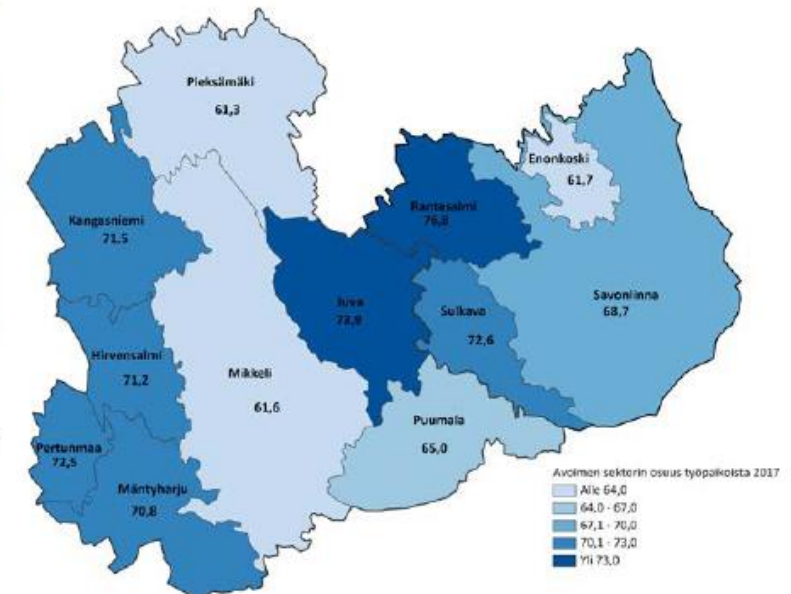 Pieksämäki
61,3
Enonkoski
61,7
Rantasalmi
76,8
Kangasniemi
71,5
Juva
73,9
Savonlinna
68,7
Sulkava
72,6
Hirvensalmi
71,2
Mikkeli
61,6
Puumala
65,0
Pertunmaa
72,5
Mäntyharju
70,8
Avoimen sektorin osuus työpaikoista 2017
Alle 64,0
64,0 - 67,0
67,1 - 70,0
70,1 - 73,0
Yli 73,0